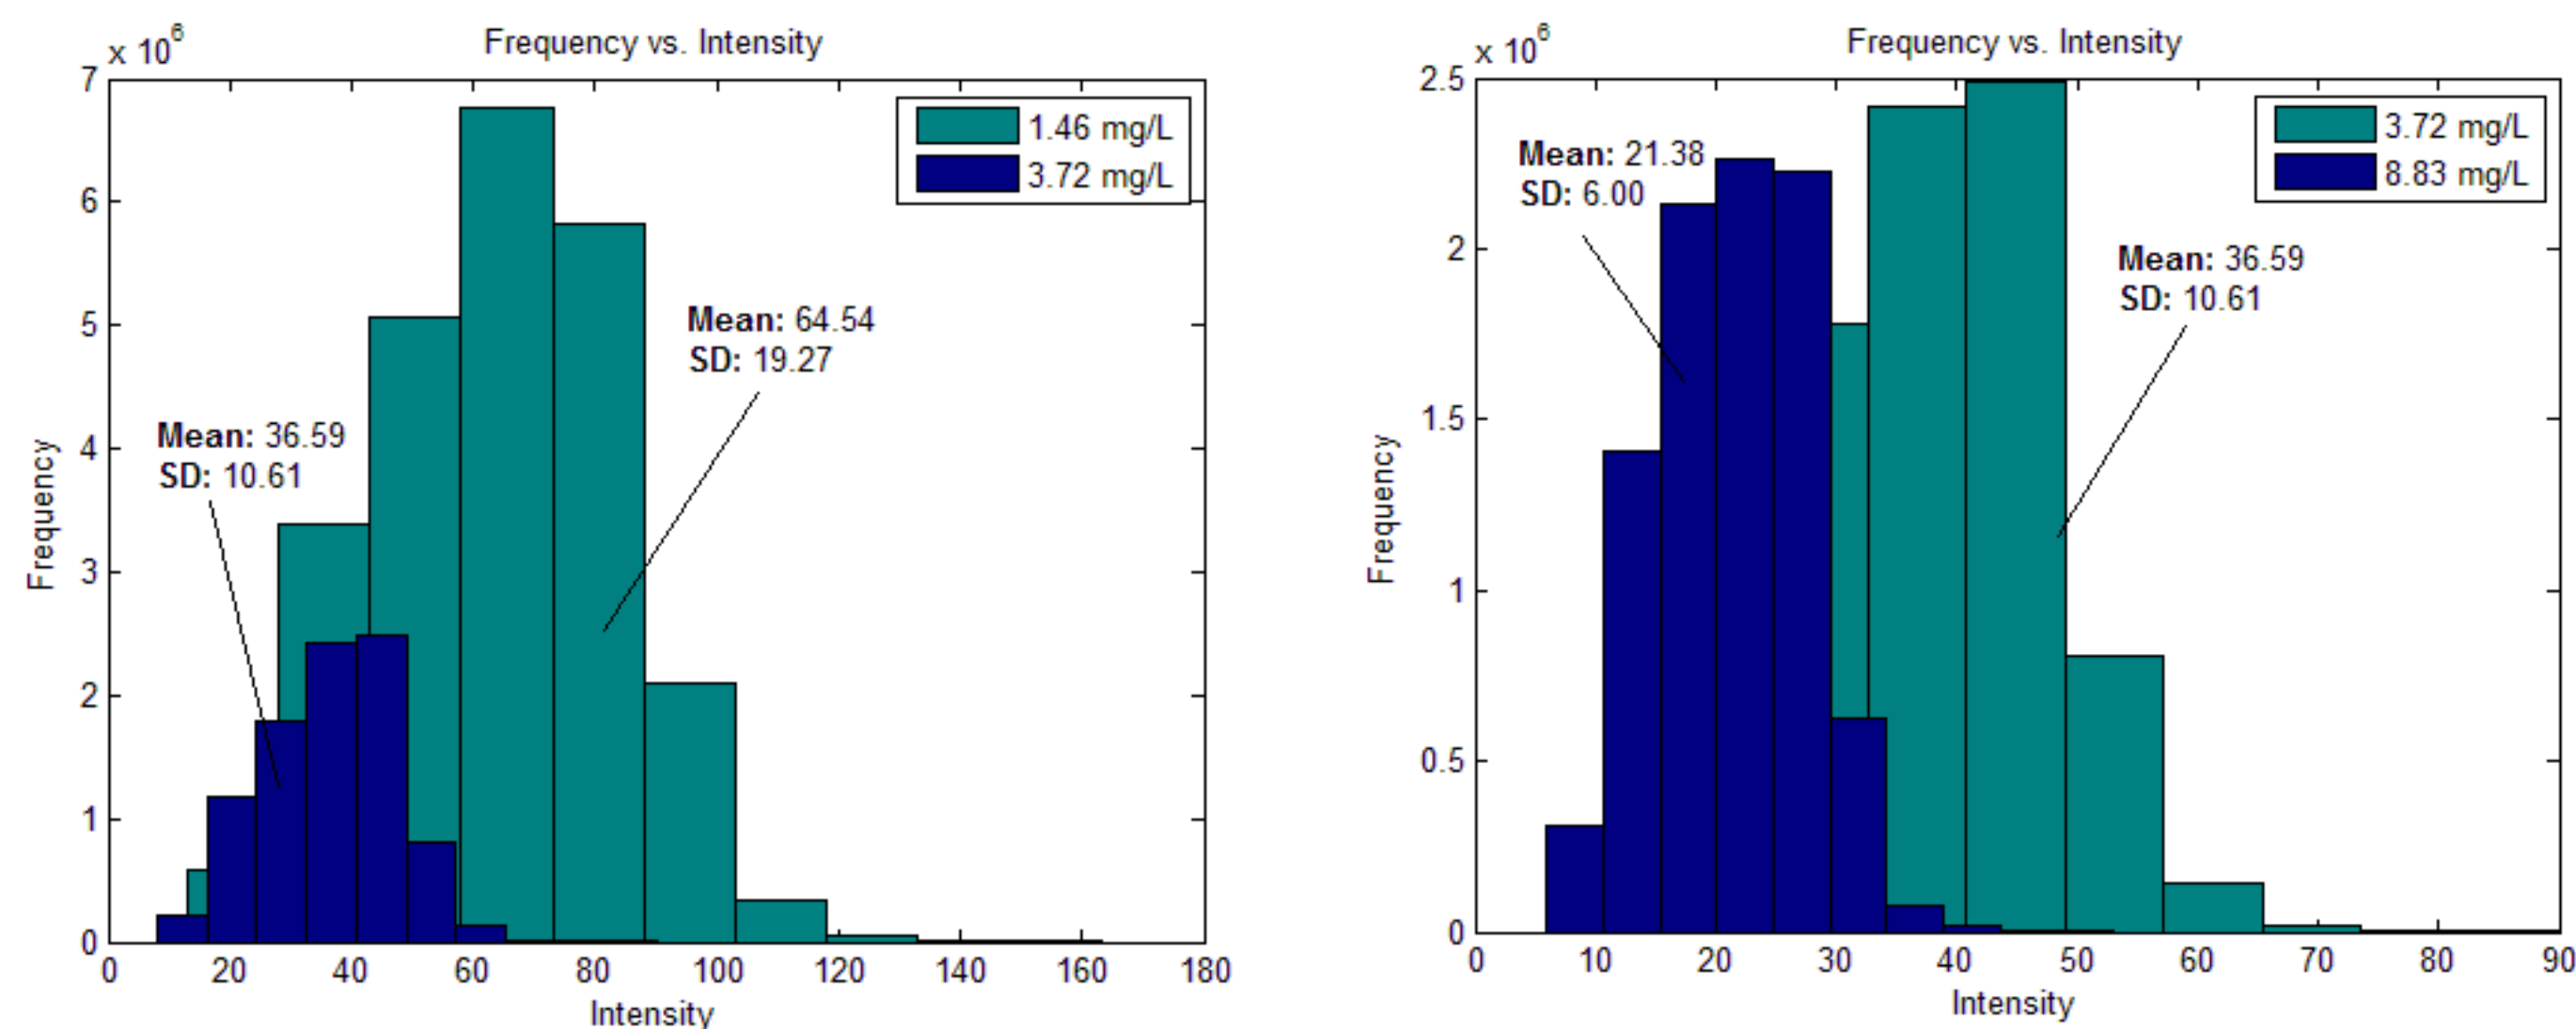 Frequency vs. Intensity
x 10^6
7
6
5
4
3
2
1
0
Frequency
1.46 mg/L
3.72 mg/L
Mean: 64.54
SD: 19.27
Mean: 36.59
SD: 10.61
0 20 40 60 80 100 120 140 160 180
Intensity
Frequency vs. Intensity
x 10^6
2.5
2
1.5
1
0.5
0
Frequency
3.72 mg/L
8.83 mg/L
Mean: 21.38
SD: 6.00
Mean: 36.59
SD: 10.61
0 10 20 30 40 50 60 70 80 90
Intensity